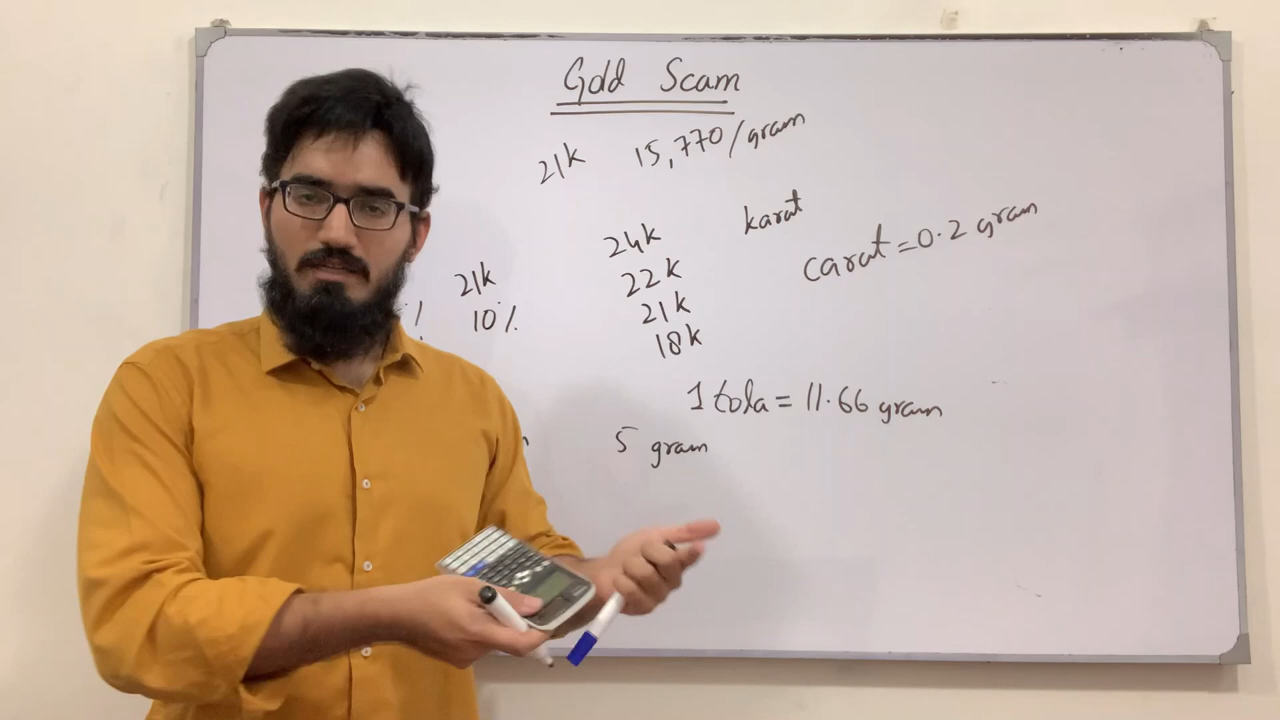 Gold Scam
21k 15,770/gram
24k karat
22k carat=0.2 gram
21k 21k
% 10% 18k
1 tola = 11.66 gram
5 gram